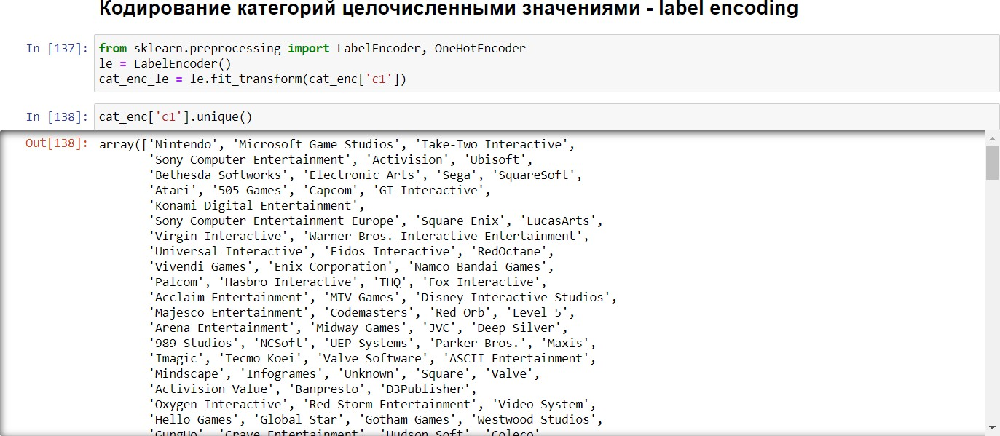 Кодирование категорий целочисленными значениями - label encoding
In [137]: from sklearn.preprocessing import LabelEncoder, OneHotEncoder
le = LabelEncoder()
cat_enc_le = le.fit_transform(cat_enc['c1'])
In [138]: cat_enc['c1'].unique()
Out[138]: array(['Nintendo', 'Microsoft Game Studios', 'Take-Two Interactive',
'Sony Computer Entertainment', 'Activision', 'Ubisoft',
'Bethesda Softworks', 'Electronic Arts', 'Sega', 'SquareSoft',
'Atari', '505 Games', 'Capcom', 'GT Interactive',
'Konami Digital Entertainment',
'Sony Computer Entertainment Europe', 'Square Enix', 'LucasArts',
'Virgin Interactive', 'Warner Bros. Interactive Entertainment',
'Universal Interactive', 'Eidos Interactive', 'RedOctane',
'Vivendi Games', 'Enix Corporation', 'Namco Bandai Games',
'Palcom', 'Hasbro Interactive', 'THQ', 'Fox Interactive',
'Acclaim Entertainment', 'MTV Games', 'Disney Interactive Studios',
'Majesco Entertainment', 'Codemasters', 'Red Orb', 'Level 5',
'Arena Entertainment', 'Midway Games', 'JVC', 'Deep Silver',
'989 Studios', 'NCSoft', 'UEP Systems', 'Parker Bros.', 'Maxis',
'Imagic', 'Tecmo Koei', 'Valve Software', 'ASCII Entertainment',
'Mindscape', 'Infogrames', 'Unknown', 'Square', 'Valve',
'Activision Value', 'Banpresto', 'D3Publisher',
'Oxygen Interactive', 'Red Storm Entertainment', 'Video System',
'Hello Games', 'Global Star', 'Gotham Games', 'Westwood Studios',
'GungHo', 'Crave Entertainment', 'Hudson Soft', 'Coleco',